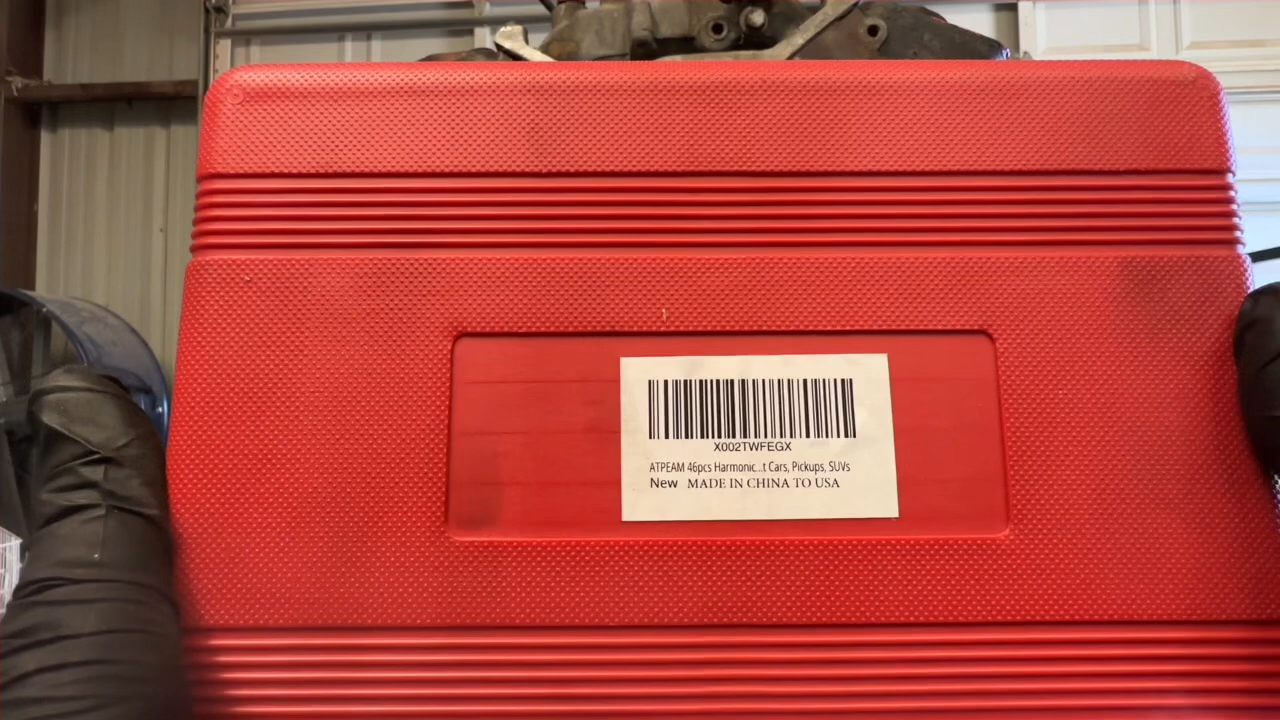 X002TWFEGX
ATPEAM 46pcs Harmonic...t Cars, Pickups, SUVs
New MADE IN CHINA TO USA